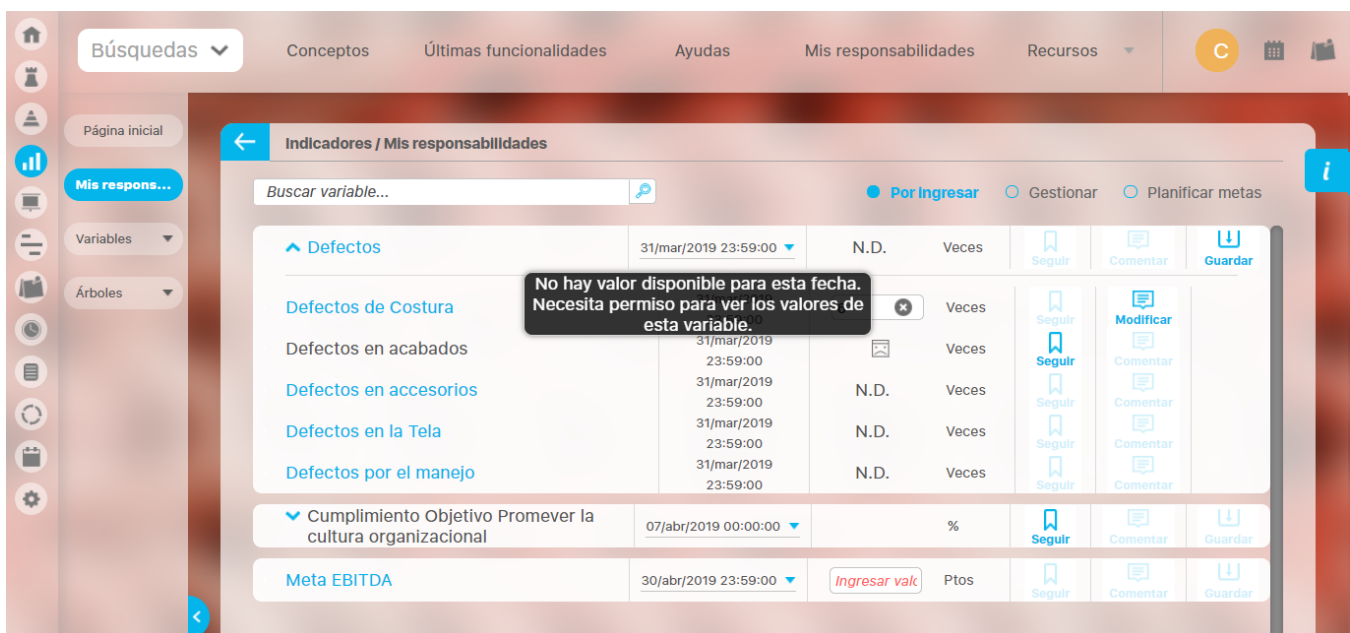 Búsquedas
Conceptos
Últimas funcionalidades
Ayudas
Mis responsabilidades
Recursos
C
Página inicial
Mis respons...
Variables
Árboles
Indicadores / Mis responsabilidades
i
Buscar variable...
Por Ingresar
Gestionar
Planificar metas
Defectos
31/mar/2019 23:59:00
N.D.
Veces
Seguir
Comentar
Guardar
No hay valor disponible para esta fecha.
Necesita permiso para ver los valores de
esta variable.
Defectos de Costura
Veces
Seguir
Modificar
Defectos en acabados
31/mar/2019
23:59:00
Veces
Seguir
Comentar
Defectos en accesorios
31/mar/2019
23:59:00
N.D.
Veces
Seguir
Comentar
Defectos en la Tela
31/mar/2019
23:59:00
N.D.
Veces
Seguir
Comentar
Defectos por el manejo
31/mar/2019
23:59:00
N.D.
Veces
Seguir
Comentar
Cumplimiento Objetivo Promever la
cultura organizacional
07/abr/2019 00:00:00
%
Seguir
Comentar
Guardar
Meta EBITDA
30/abr/2019 23:59:00
Ingresar valo
Ptos
Seguir
Comentar
Guardar